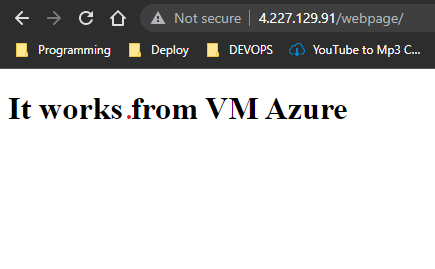 Not secure | 4.227.129.91/webpage/
Programming Deploy DEVOPS YouTube to Mp3 C...
It works from VM Azure